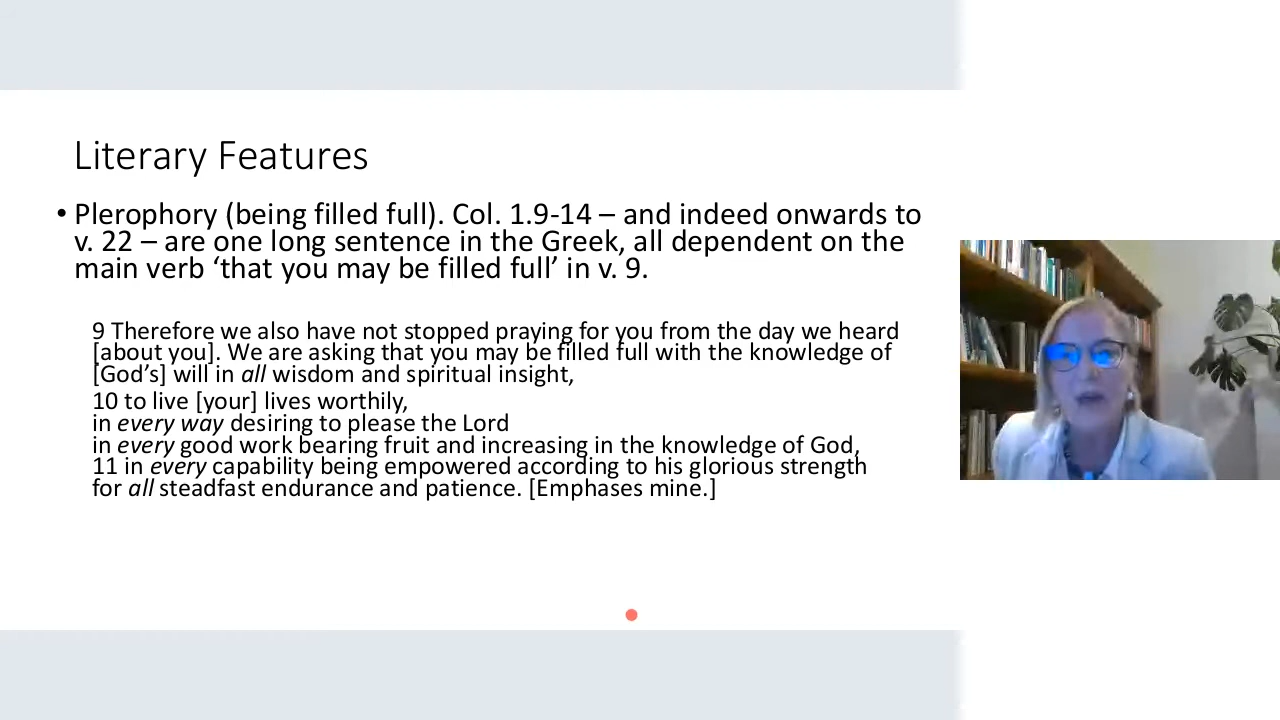 Literary Features
• Plerophory (being filled full). Col. 1.9-14 – and indeed onwards to
v. 22 – are one long sentence in the Greek, all dependent on the
main verb ‘that you may be filled full’ in v. 9.
9 Therefore we also have not stopped praying for you from the day we heard
[about you]. We are asking that you may be filled full with the knowledge of
[God’s] will in all wisdom and spiritual insight,
10 to live [your] lives worthily,
in every way desiring to please the Lord
in every good work bearing fruit and increasing in the knowledge of God,
11 in every capability being empowered according to his glorious strength
for all steadfast endurance and patience. [Emphases mine.]